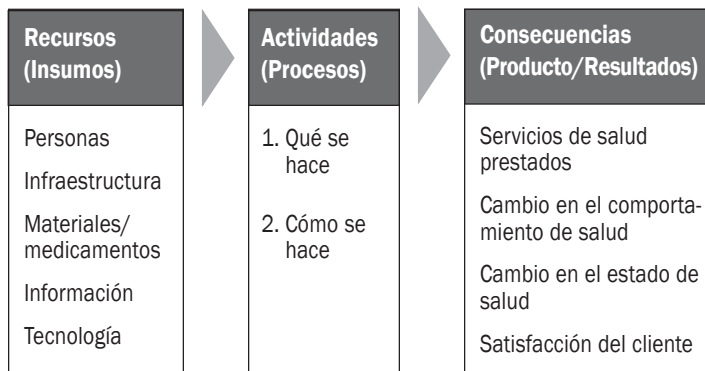 Recursos
(Insumos)
Personas
Infraestructura
Materiales/
medicamentos
Información
Tecnología
Actividades
(Procesos)
1. Qué se
hace
2. Cómo se
hace
Consecuencias
(Producto/Resultados)
Servicios de salud
prestados
Cambio en el comporta-
miento de salud
Cambio en el estado de
salud
Satisfacción del cliente